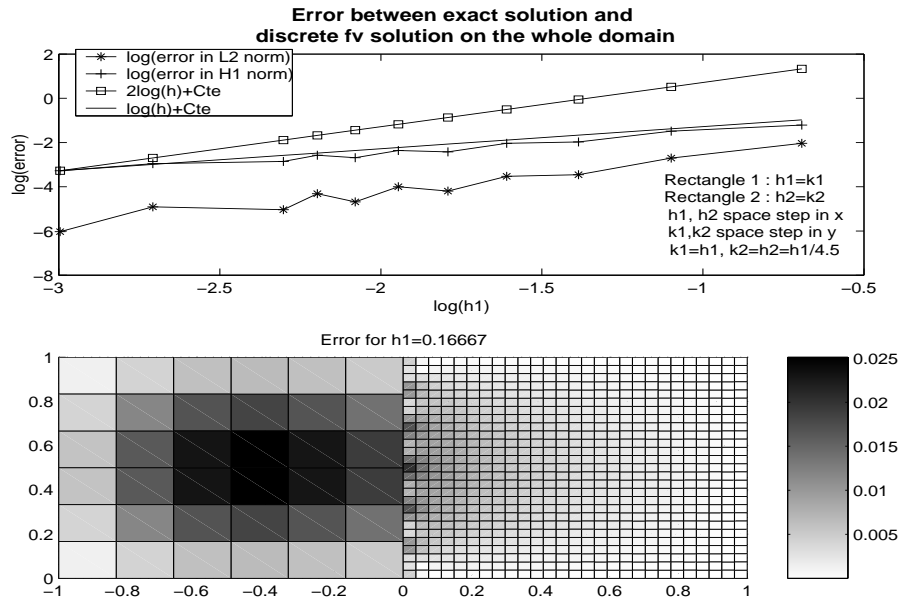 Error between exact solution and
discrete fv solution on the whole domain
log(error in L2 norm)
log(error in H1 norm)
2log(h)+Cte
log(h)+Cte
2
0
−2
−4
−6
−8
log(error)
Rectangle 1 : h1=k1
Rectangle 2 : h2=k2
h1, h2 space step in x
k1,k2 space step in y
k1=h1, k2=h2=h1/4.5
−3
−2.5
−2
−1.5
−1
−0.5
log(h1)
Error for h1=0.16667
1
0.8
0.6
0.4
0.2
0
−1
−0.8
−0.6
−0.4
−0.2
0
0.2
0.4
0.6
0.8
1
0.025
0.020
0.015
0.010
0.005